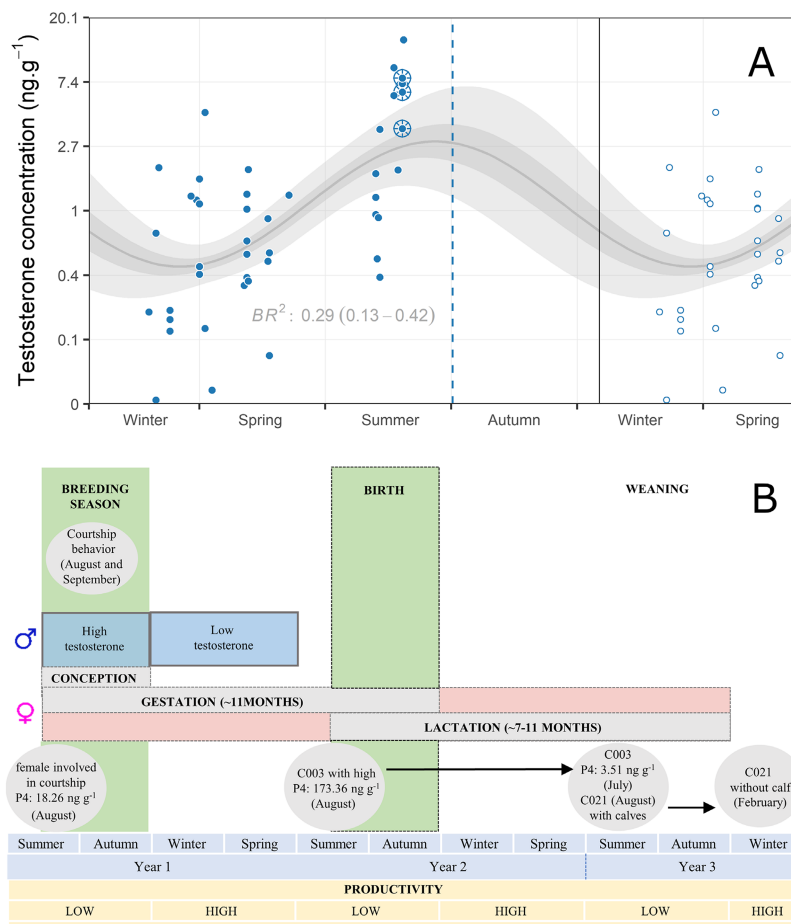 A
Testosterone concentration (ng.g⁻¹)
20.1
7.4
2.7
1
0.4
0.1
0
BR²: 0.29 (0.13−0.42)
Winter Spring Summer Autumn Winter Spring
B
BREEDING
SEASON
BIRTH
WEANING
Courtship
behavior
(August and
September)
♂
High
testosterone
Low
testosterone
CONCEPTION
♀
GESTATION (~11MONTHS)
LACTATION (~7-11 MONTHS)
female involved
in courtship
P4: 18.26 ng g⁻¹
(August)
C003 with high
P4: 173.36 ng g⁻¹
(August)
C003
P4: 3.51 ng g⁻¹
(July)
C021 (August)
with calves
C021
without calf
(February)
Summer Autumn Winter Spring Summer Autumn Winter Spring Summer Autumn Winter
Year 1 Year 2 Year 3
PRODUCTIVITY
LOW HIGH LOW HIGH LOW HIGH